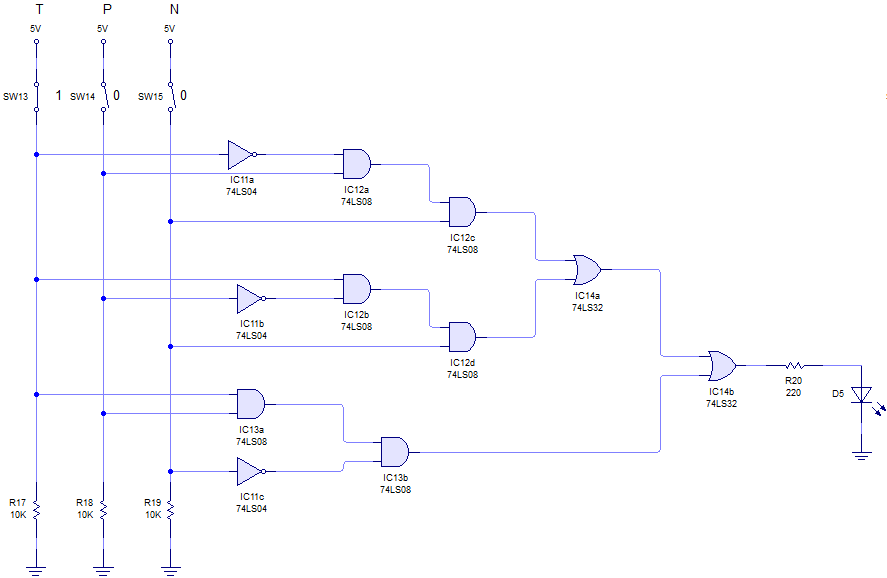 T P N
5V 5V 5V
SW13 1 SW14 0 SW15 0
IC11a
74LS04
IC12a
74LS08
IC12c
74LS08
IC14a
74LS32
IC11b
74LS04
IC12b
74LS08
IC12d
74LS08
IC14b
74LS32
R20
220
D5
IC13a
74LS08
IC13b
74LS08
IC11c
74LS04
R17
10K
R18
10K
R19
10K